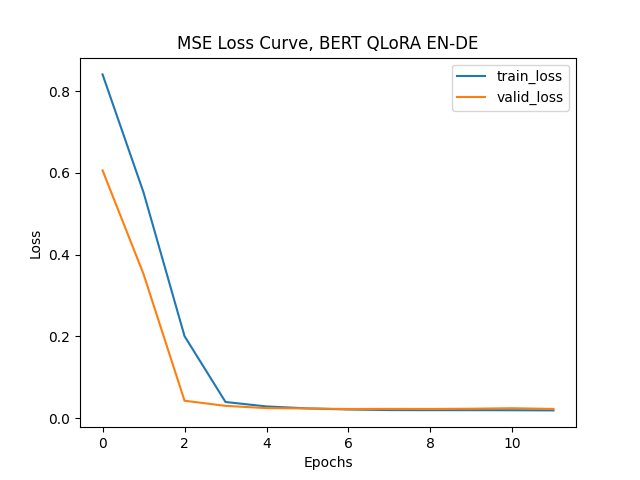 MSE Loss Curve, BERT QLoRA EN-DE
train_loss
valid_loss
0.8
0.6
0.4
0.2
0.0
Loss
0 2 4 6 8 10
Epochs